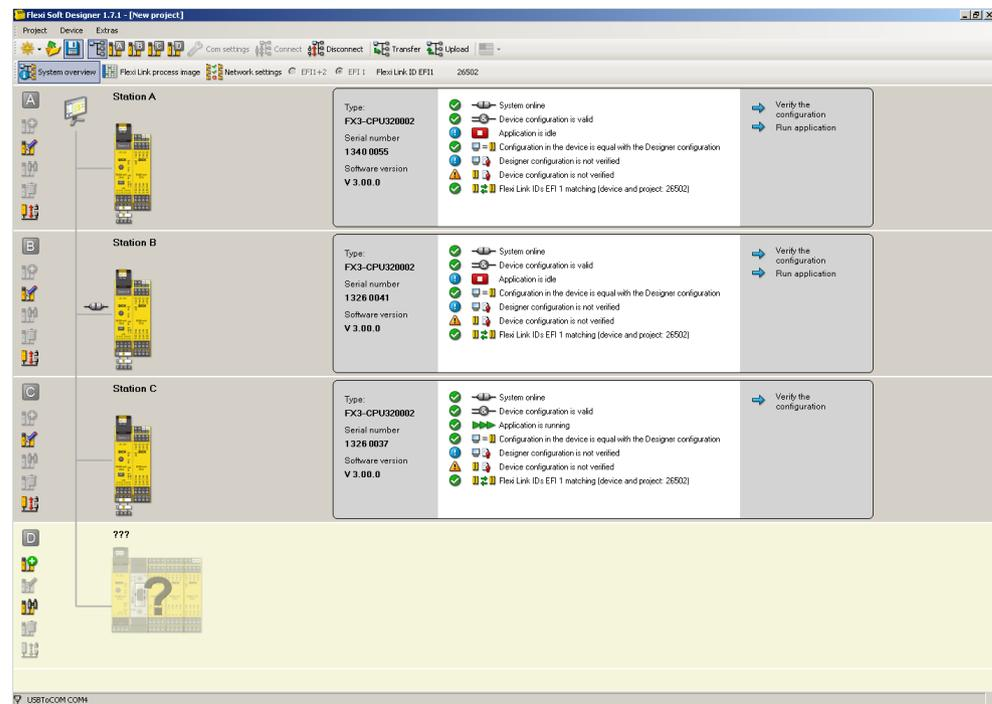 Flexi Soft Designer 1.7.1 - [New project]
Project Device Extras
A B C D Com settings Connect Disconnect Transfer Upload
System overview Flexi Link process image Network settings EFI1+2 EFI 1 Flexi Link ID EFI1 26502
A
Station A
Type:
FX3-CPU320002
Serial number
1340 0055
Software version
V 3.00.0
System online
Device configuration is valid
Application is idle
Configuration in the device is equal with the Designer configuration
Designer configuration is not verified
Device configuration is not verified
Flexi Link IDs EFI 1 matching (device and project: 26502)
Verify the
configuration
Run application
B
Station B
Type:
FX3-CPU320002
Serial number
1326 0041
Software version
V 3.00.0
System online
Device configuration is valid
Application is idle
Configuration in the device is equal with the Designer configuration
Designer configuration is not verified
Device configuration is not verified
Flexi Link IDs EFI 1 matching (device and project: 26502)
Verify the
configuration
Run application
C
Station C
Type:
FX3-CPU320002
Serial number
1326 0037
Software version
V 3.00.0
System online
Device configuration is valid
Application is running
Configuration in the device is equal with the Designer configuration
Designer configuration is not verified
Device configuration is not verified
Flexi Link IDs EFI 1 matching (device and project: 26502)
Verify the
configuration
D
???
?
USBToCOM COM4